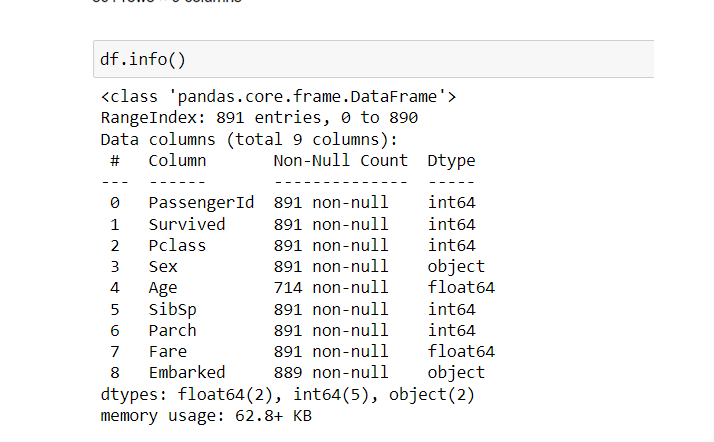 df.info()
<class 'pandas.core.frame.DataFrame'>
RangeIndex: 891 entries, 0 to 890
Data columns (total 9 columns):
#   Column       Non-Null Count  Dtype
---  ------       --------------  -----
0   PassengerId  891 non-null    int64
1   Survived     891 non-null    int64
2   Pclass       891 non-null    int64
3   Sex          891 non-null    object
4   Age          714 non-null    float64
5   SibSp        891 non-null    int64
6   Parch        891 non-null    int64
7   Fare         891 non-null    float64
8   Embarked     889 non-null    object
dtypes: float64(2), int64(5), object(2)
memory usage: 62.8+ KB